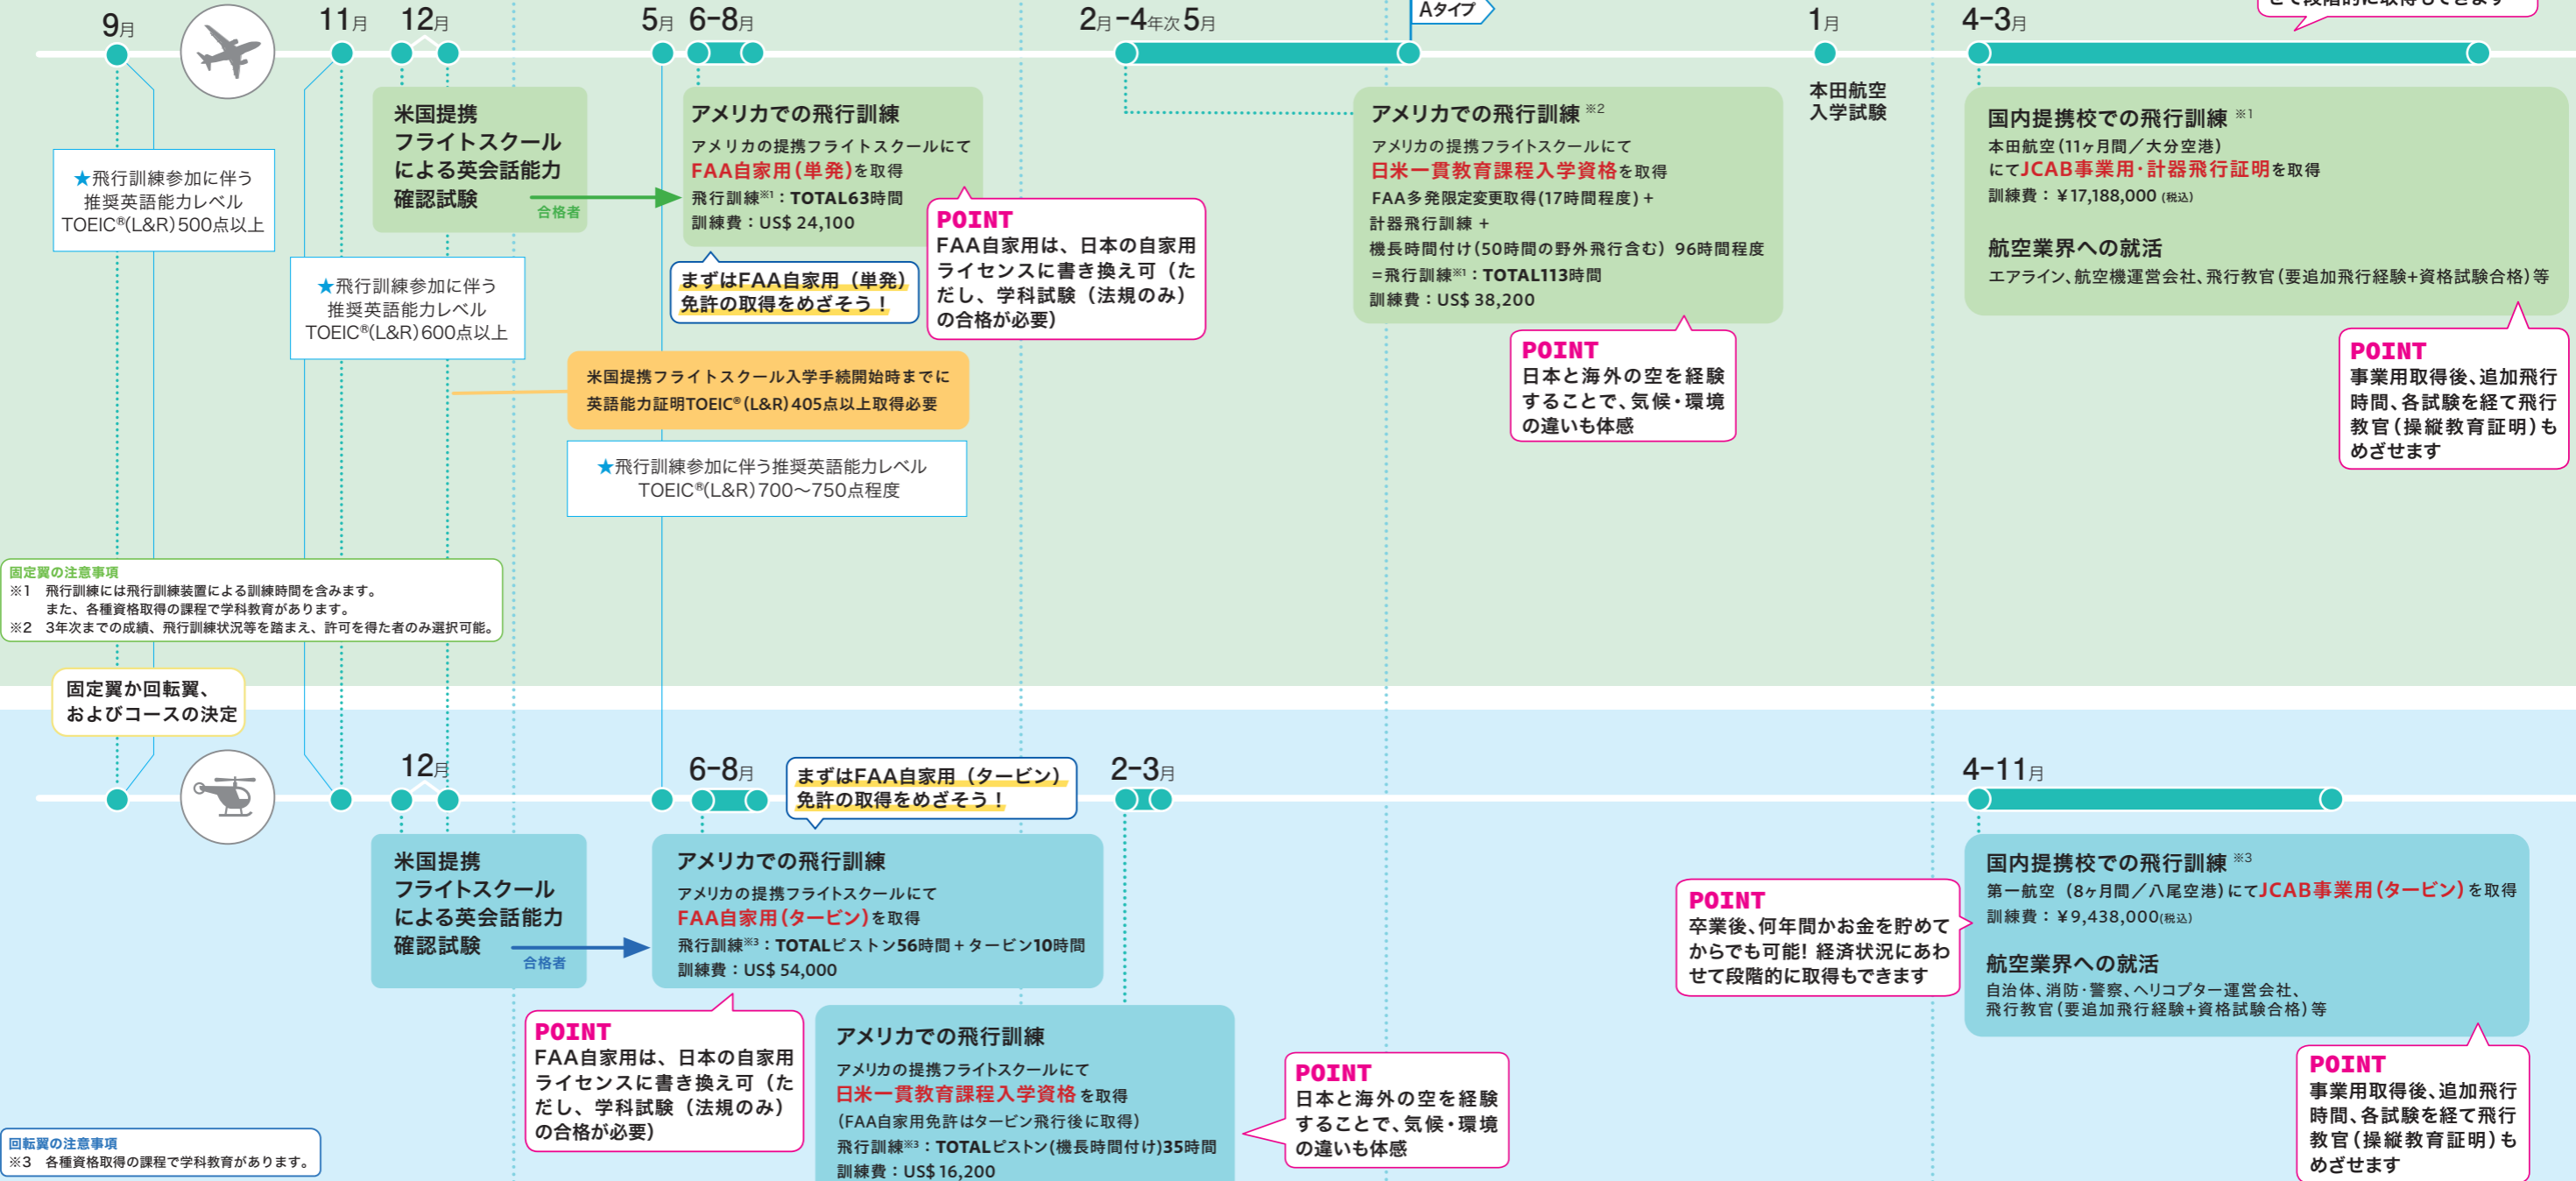 Aタイプ
9月
11月
12月
5月
6-8月
2月-4年次5月
1月
4-3月
本田航空
入学試験
★飛行訓練参加に伴う
推奨英語能力レベル
TOEIC®(L&R)500点以上
★飛行訓練参加に伴う
推奨英語能力レベル
TOEIC®(L&R)600点以上
米国提携
フライトスクール
による英会話能力
確認試験
合格者
アメリカでの飛行訓練
アメリカの提携フライトスクールにて
FAA自家用(単発)を取得
飛行訓練※1：TOTAL63時間
訓練費：US$ 24,100
まずはFAA自家用（単発）
免許の取得をめざそう！
POINT
FAA自家用は、日本の自家用
ライセンスに書き換え可（た
だし、学科試験（法規のみ）
の合格が必要）
米国提携フライトスクール入学手続開始時までに
英語能力証明TOEIC®(L&R)405点以上取得必要
★飛行訓練参加に伴う推奨英語能力レベル
TOEIC®(L&R)700～750点程度
アメリカでの飛行訓練 ※2
アメリカの提携フライトスクールにて
日米一貫教育課程入学資格を取得
FAA多発限定変更取得(17時間程度)+
計器飛行訓練 +
機長時間付け(50時間の野外飛行含む) 96時間程度
=飛行訓練※1：TOTAL113時間
訓練費：US$ 38,200
POINT
日本と海外の空を経験
することで、気候・環境
の違いも体感
国内提携校での飛行訓練 ※1
本田航空(11ヶ月間／大分空港)
にてJCAB事業用･計器飛行証明を取得
訓練費：¥17,188,000 (税込)
航空業界への就活
エアライン、航空機運営会社、飛行教官(要追加飛行経験+資格試験合格)等
POINT
事業用取得後、追加飛行
時間、各試験を経て飛行
教官(操縦教育証明)も
めざせます
固定翼の注意事項
※1 飛行訓練には飛行訓練装置による訓練時間を含みます。
また、各種資格取得の課程で学科教育があります。
※2 3年次までの成績、飛行訓練状況等を踏まえ、許可を得た者のみ選択可能。
固定翼か回転翼、
およびコースの決定
12月
6-8月
2-3月
4-11月
まずはFAA自家用（タービン）
免許の取得をめざそう！
米国提携
フライトスクール
による英会話能力
確認試験
合格者
アメリカでの飛行訓練
アメリカの提携フライトスクールにて
FAA自家用(タービン)を取得
飛行訓練※3：TOTALピストン56時間+タービン10時間
訓練費：US$ 54,000
POINT
FAA自家用は、日本の自家用
ライセンスに書き換え可（た
だし、学科試験（法規のみ）
の合格が必要）
アメリカでの飛行訓練
アメリカの提携フライトスクールにて
日米一貫教育課程入学資格を取得
(FAA自家用免許はタービン飛行後に取得)
飛行訓練※3：TOTALピストン(機長時間付け)35時間
訓練費：US$ 16,200
POINT
日本と海外の空を経験
することで、気候・環境
の違いも体感
POINT
卒業後、何年間かお金を貯めて
からでも可能！経済状況にあわ
せて段階的に取得もできます
国内提携校での飛行訓練 ※3
第一航空（8ヶ月間／八尾空港）にてJCAB事業用(タービン)を取得
訓練費：¥9,438,000(税込)
航空業界への就活
自治体、消防･警察、ヘリコプター運営会社、
飛行教官(要追加飛行経験+資格試験合格)等
POINT
事業用取得後、追加飛行
時間、各試験を経て飛行
教官(操縦教育証明)も
めざせます
回転翼の注意事項
※3 各種資格取得の課程で学科教育があります。